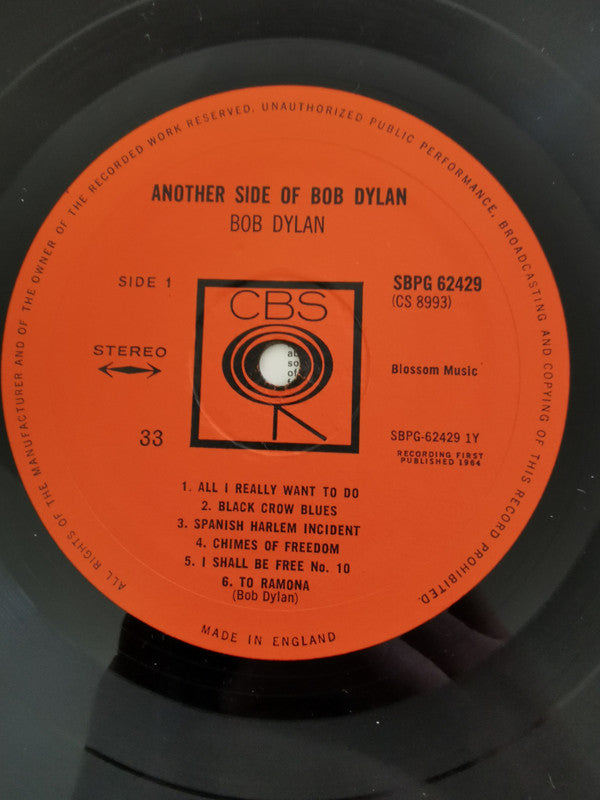 ALL RIGHTS OF THE MANUFACTURER AND OF THE OWNER OF THE RECORDED WORK RESERVED. UNAUTHORIZED PUBLIC PERFORMANCE, BROADCASTING AND COPYING OF THIS RECORD PROHIBITED.
ANOTHER SIDE OF BOB DYLAN
BOB DYLAN
SIDE 1
SBPG 62429
(CS 8993)
CBS
STEREO
Blossom Music
33
SBPG-62429 1Y
RECORDING FIRST
PUBLISHED 1964
1. ALL I REALLY WANT TO DO
2. BLACK CROW BLUES
3. SPANISH HARLEM INCIDENT
4. CHIMES OF FREEDOM
5. I SHALL BE FREE No. 10
6. TO RAMONA
(Bob Dylan)
MADE IN ENGLAND